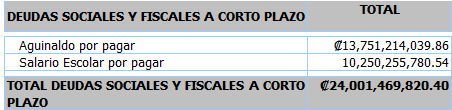 DEUDAS SOCIALES Y FISCALES A CORTO PLAZO TOTAL
Aguinaldo por pagar ₡13,751,214,039.86
Salario Escolar por pagar 10,250,255,780.54
TOTAL DEUDAS SOCIALES Y FISCALES A CORTO PLAZO ₡24,001,469,820.40